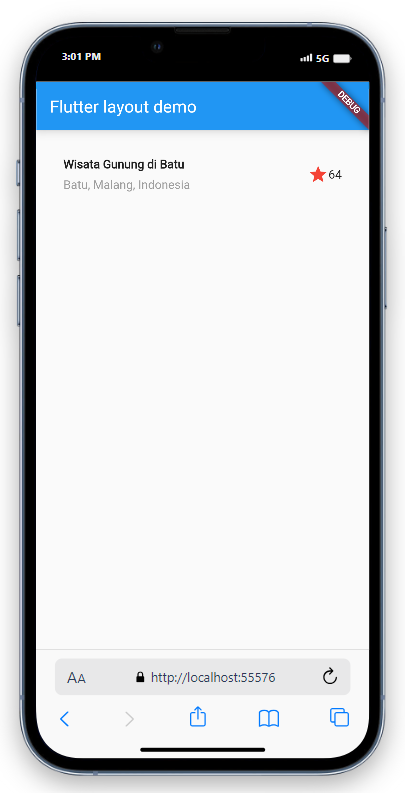 3:01 PM
5G
DEBUG
Flutter layout demo
Wisata Gunung di Batu
64
Batu, Malang, Indonesia
AA
http://localhost:55576